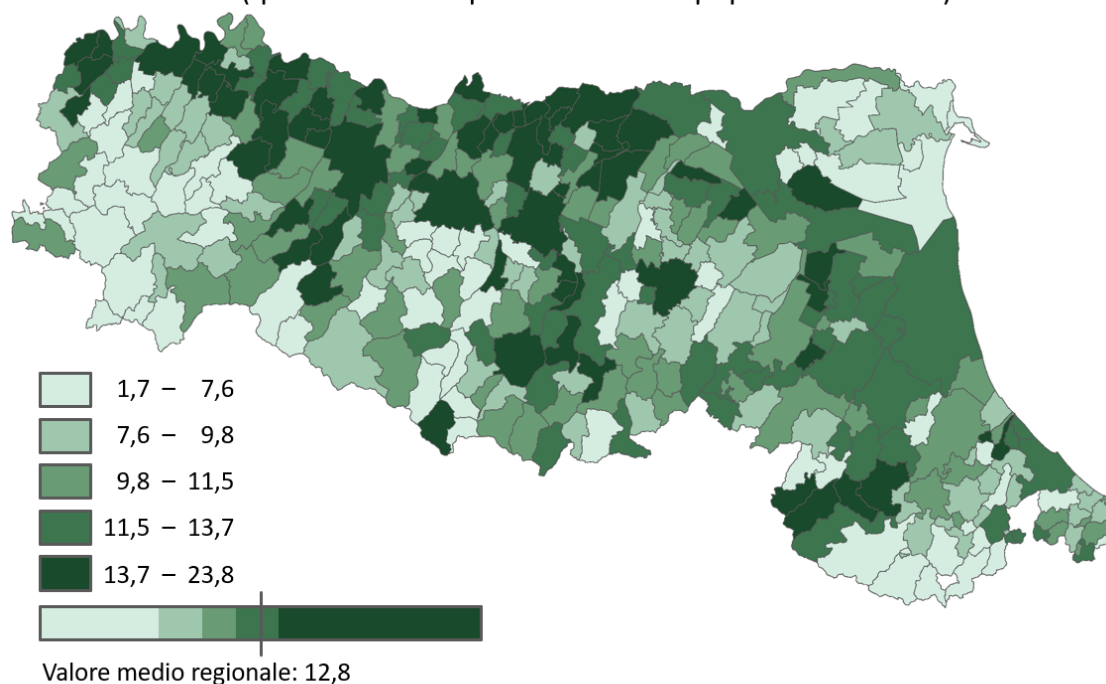 1,7 – 7,6
7,6 – 9,8
9,8 – 11,5
11,5 – 13,7
13,7 – 23,8
Valore medio regionale: 12,8